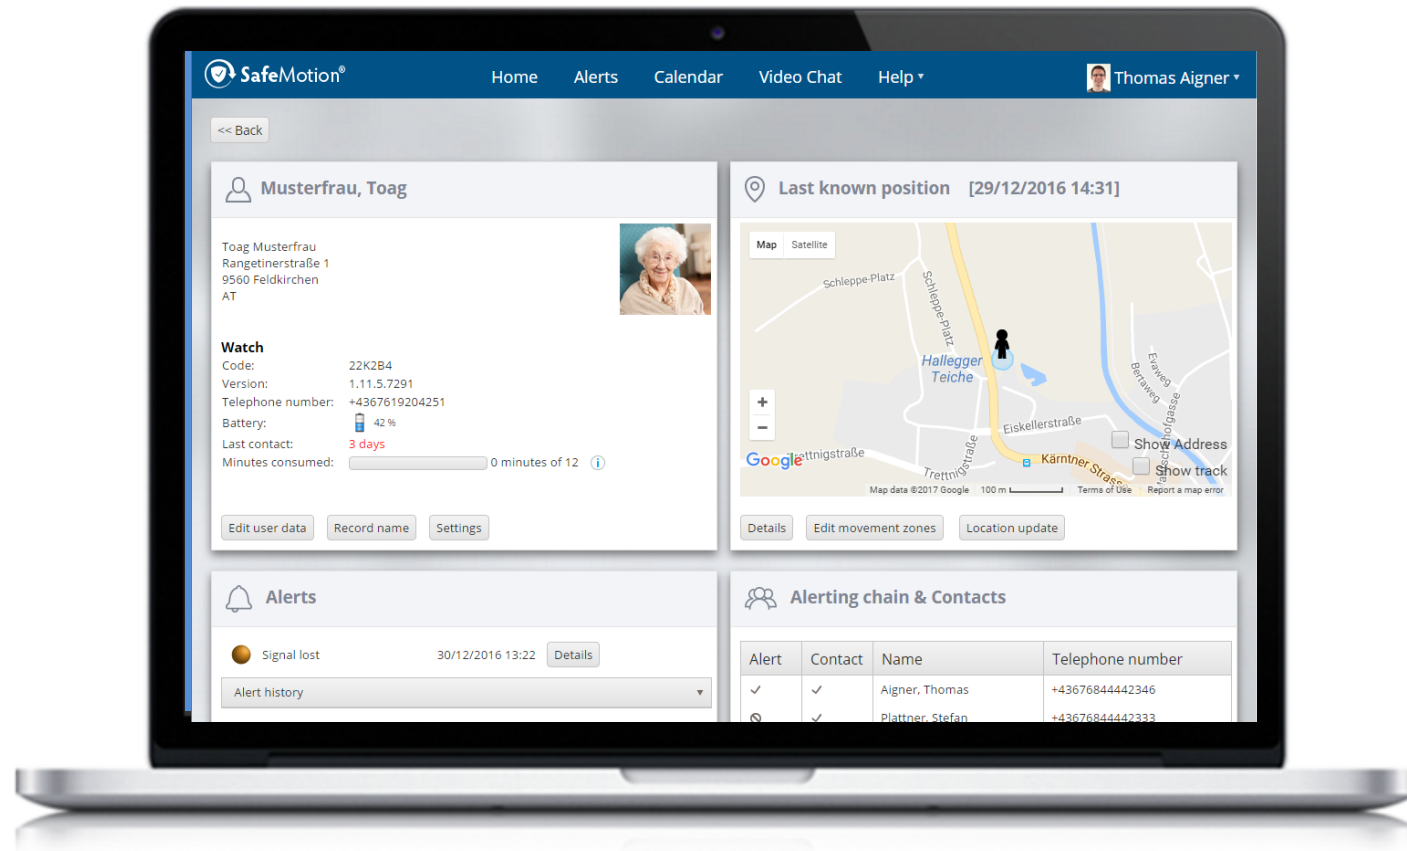 SafeMotion®
Home
Alerts
Calendar
Video Chat
Help
Thomas Aigner
<< Back
Musterfrau, Toag
Toag Musterfrau
Rangetinerstraße 1
9560 Feldkirchen
AT
Watch
Code: 22K2B4
Version: 1.11.5.7291
Telephone number: +4367619204251
Battery: 42 %
Last contact: 3 days
Minutes consumed: 0 minutes of 12 i
Edit user data
Record name
Settings
Last known position [29/12/2016 14:31]
Map
Satellite
Schleppe-Platz
Schleppe-Platz
Hallegger
Teiche
Evaweg
Bertaweg
+
−
Eiskellerstraße
Show Address
Google
Trettnigstraße
Kärntner Strasse
Show track
Map data ©2017 Google
100 m
Terms of Use
Report a map error
Details
Edit movement zones
Location update
Alerts
Signal lost 30/12/2016 13:22 Details
Alert history
Alerting chain & Contacts
Alert Contact Name Telephone number
Aigner, Thomas +43676844442346
Plattner, Stefan +43676844442333